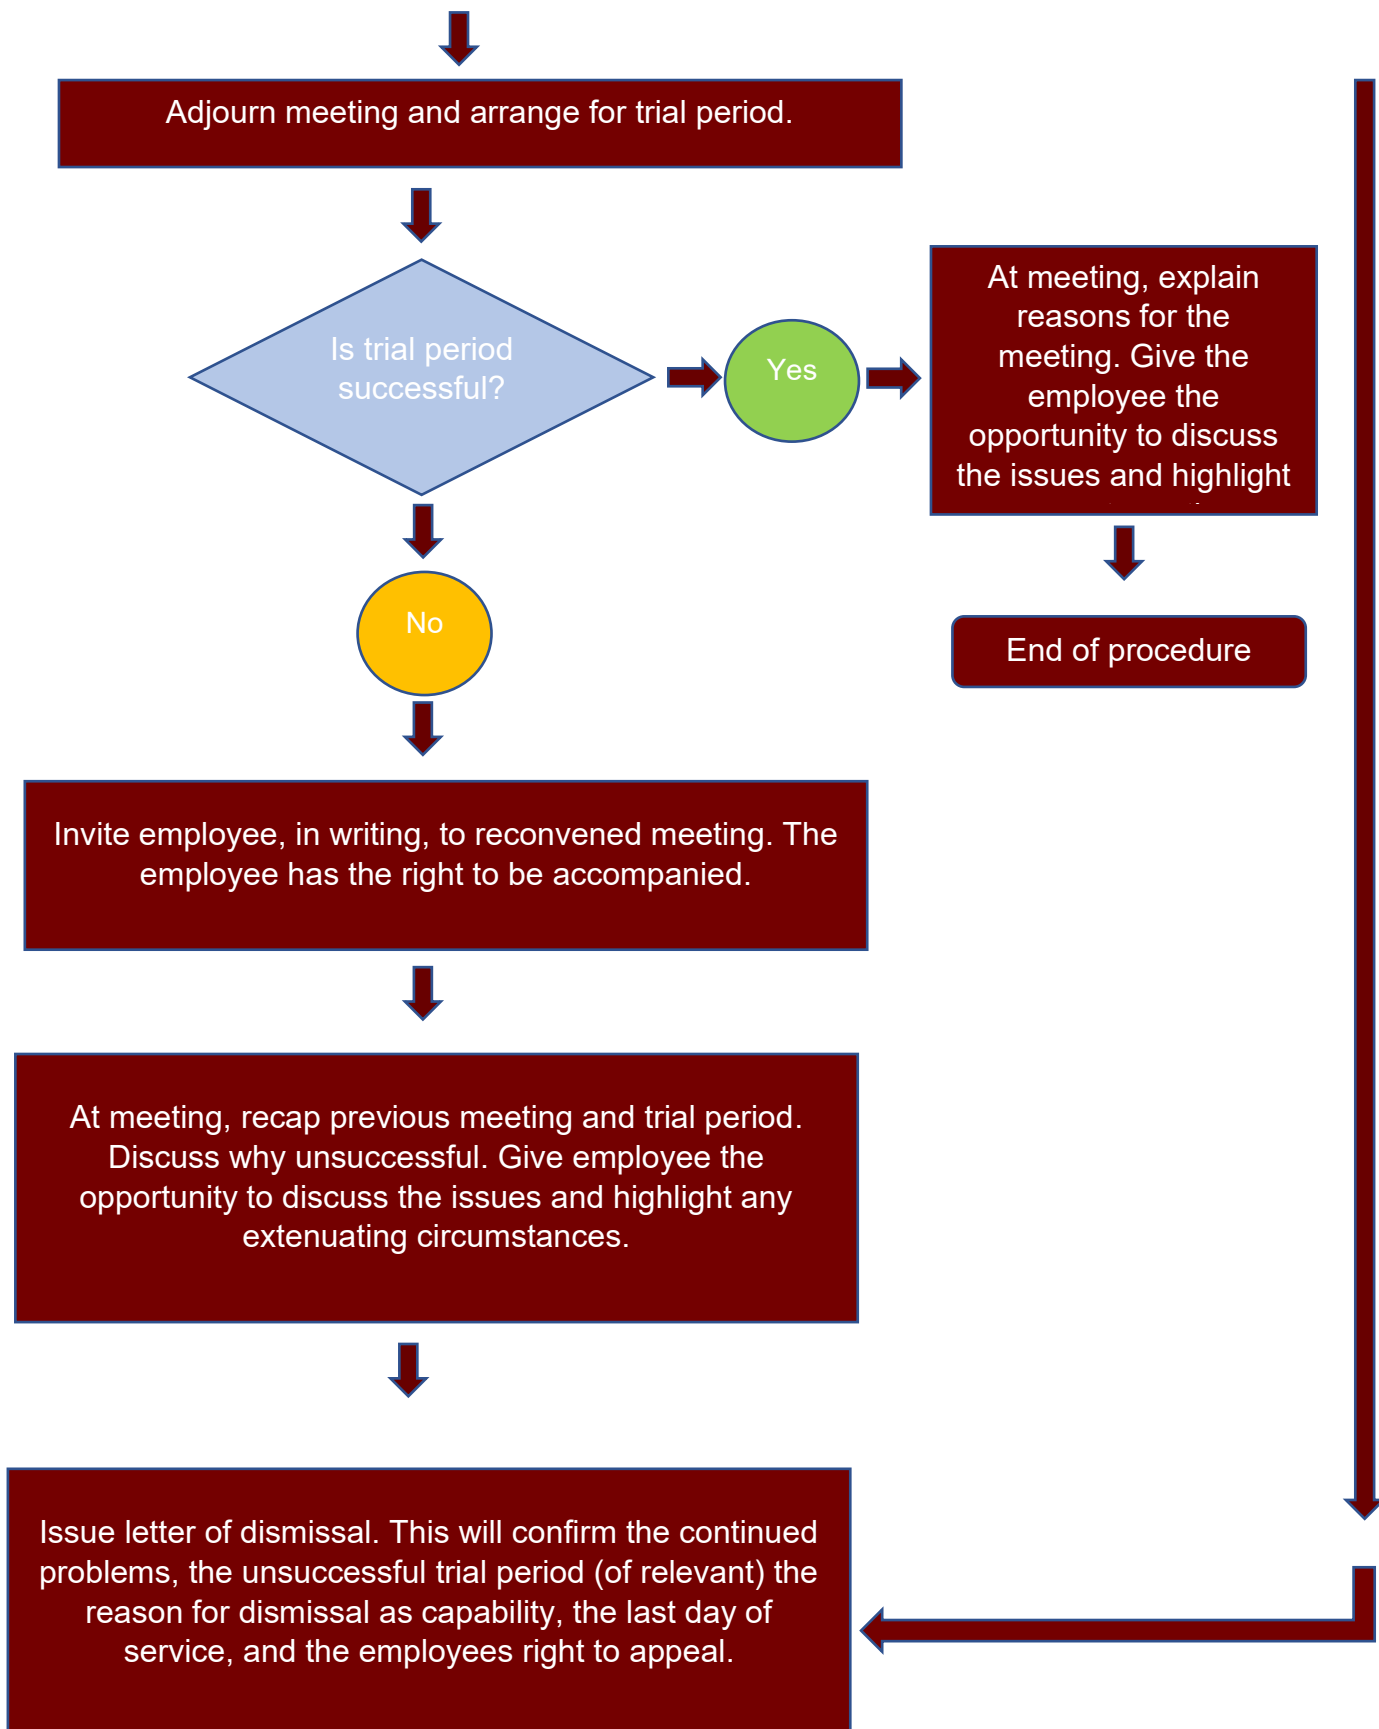 Adjourn meeting and arrange for trial period.
Is trial period
successful?
Yes
At meeting, explain
reasons for the
meeting. Give the
employee the
opportunity to discuss
the issues and highlight
End of procedure
No
Invite employee, in writing, to reconvened meeting. The
employee has the right to be accompanied.
At meeting, recap previous meeting and trial period.
Discuss why unsuccessful. Give employee the
opportunity to discuss the issues and highlight any
extenuating circumstances.
Issue letter of dismissal. This will confirm the continued
problems, the unsuccessful trial period (of relevant) the
reason for dismissal as capability, the last day of
service, and the employees right to appeal.